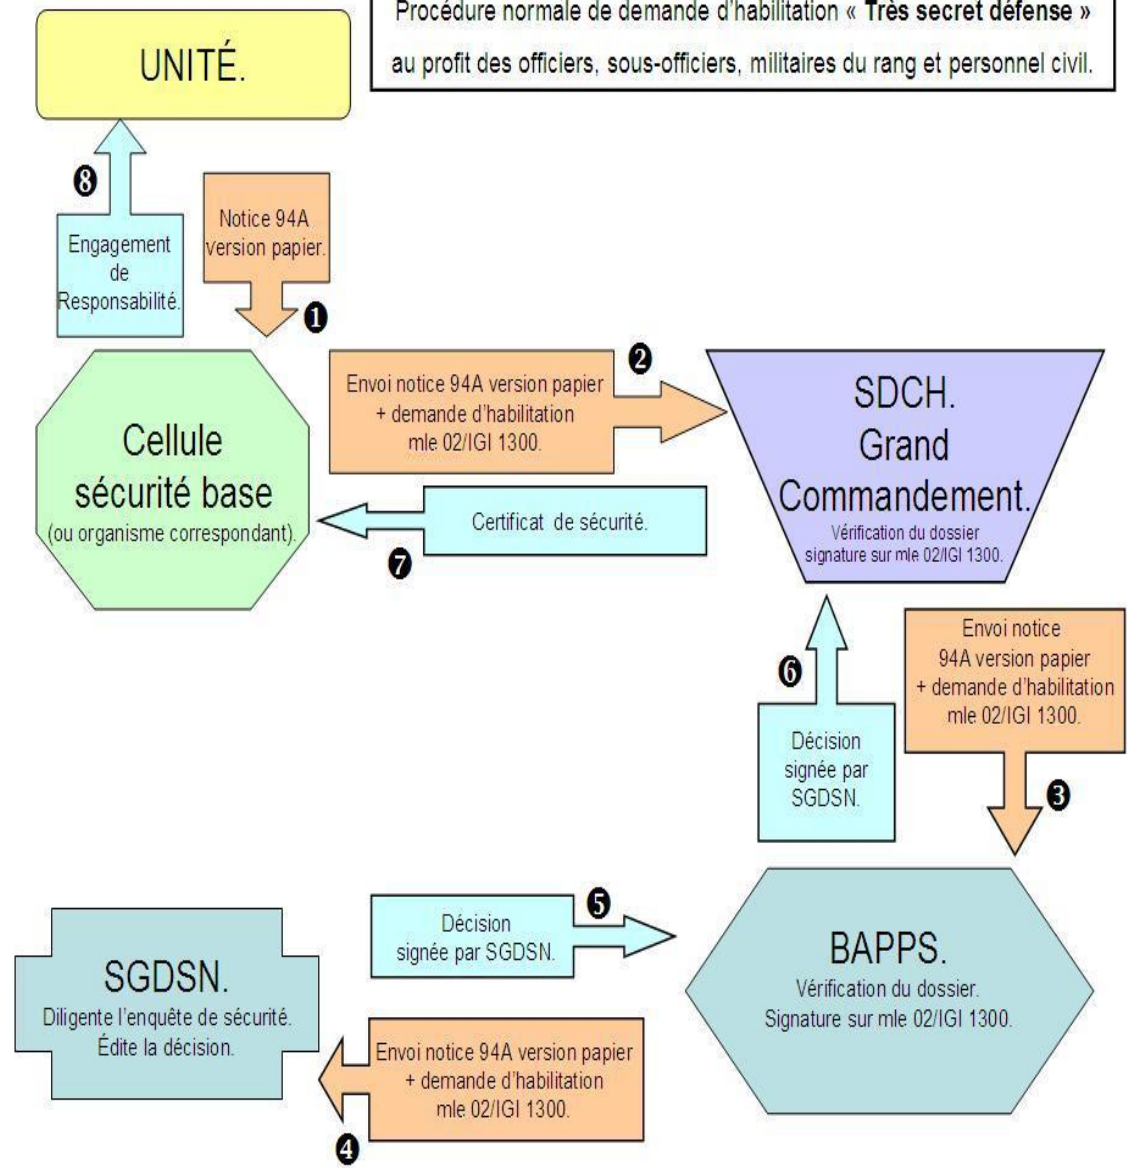 Procédure normale de demande d'habilitation « Très secret défense »
au profit des officiers, sous-officiers, militaires du rang et personnel civil.
UNITÉ.
8
Engagement
de
Responsabilité.
Notice 94A
version papier.
1
Cellule
sécurité base
(ou organisme correspondant).
2
Envoi notice 94A version papier
+ demande d'habilitation
mle 02/IGI 1300.
Certificat de sécurité.
7
SDCH.
Grand
Commandement.
Vérification du dossier
signature sur mle 02/IGI 1300.
6
Décision
signée par
SGDSN.
Envoi notice
94A version papier
+ demande d'habilitation
mle 02/IGI 1300.
3
SGDSN.
Diligente l'enquête de sécurité.
Édite la décision.
5
Décision
signée par SGDSN.
Envoi notice 94A version papier
+ demande d'habilitation
mle 02/IGI 1300.
4
BAPPS.
Vérification du dossier.
Signature sur mle 02/IGI 1300.